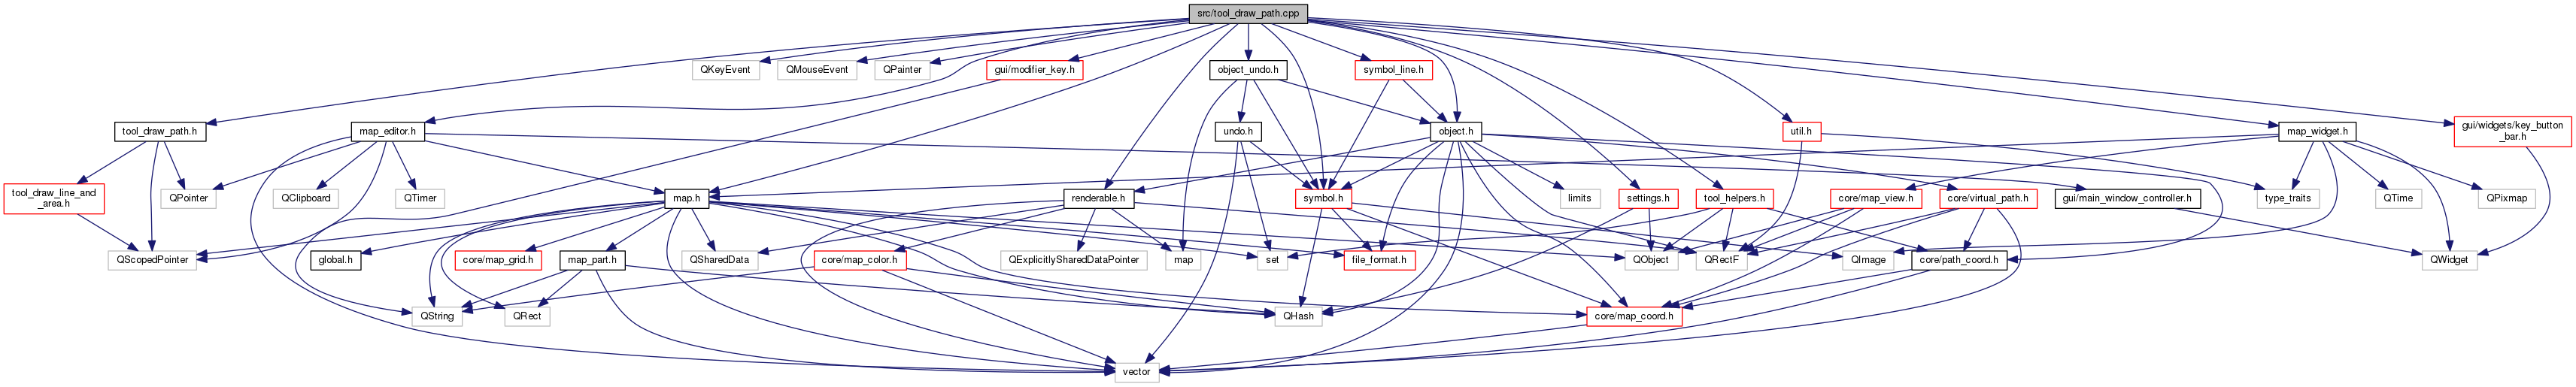 src/tool_draw_path.cpp
QKeyEvent
QMouseEvent
QPainter
gui/modifier_key.h
object_undo.h
symbol_line.h
tool_draw_path.h
map_editor.h
undo.h
object.h
util.h
map_widget.h
gui/widgets/key_button
_bar.h
tool_draw_line_and
_area.h
QPointer
QClipboard
QTimer
map.h
renderable.h
symbol.h
limits
settings.h
tool_helpers.h
core/map_view.h
core/virtual_path.h
gui/main_window_controller.h
type_traits
QTime
QPixmap
QScopedPointer
global.h
core/map_grid.h
map_part.h
QSharedData
core/map_color.h
QExplicitlySharedDataPointer
map
set
file_format.h
QObject
QRectF
QImage
core/path_coord.h
QWidget
QString
QRect
QHash
core/map_coord.h
vector